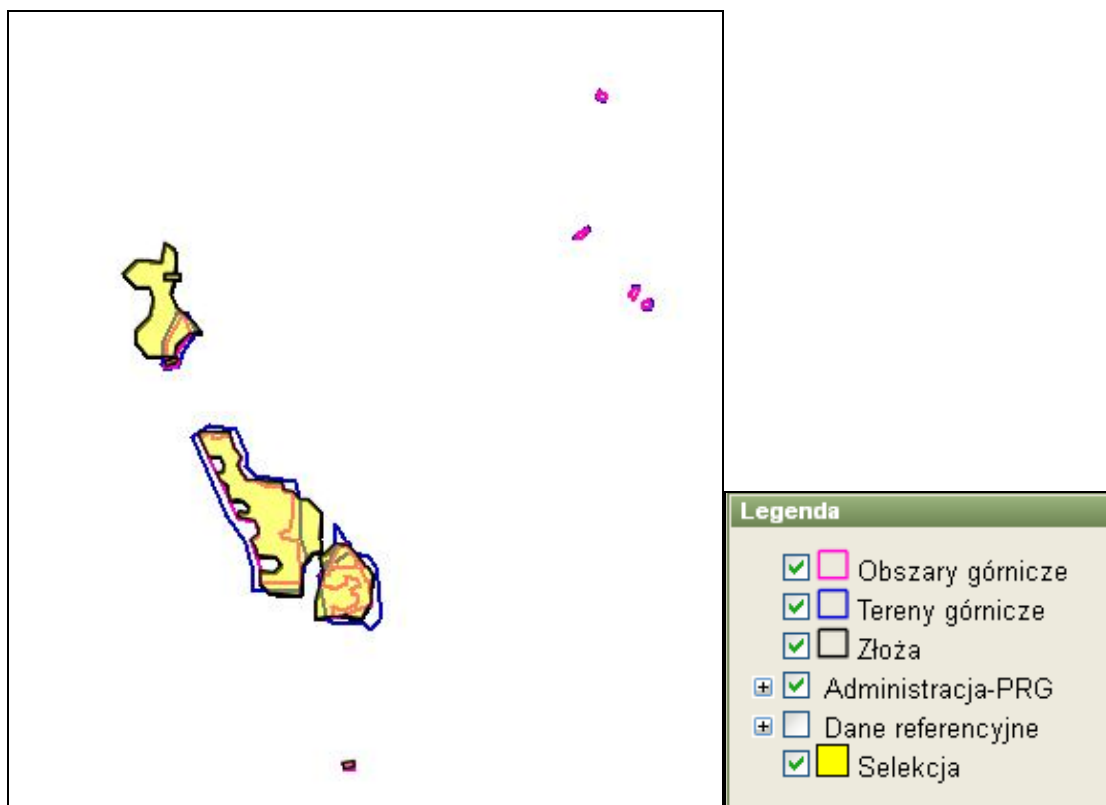 Legenda
Obszary górnicze
Tereny górnicze
Złoża
Administracja-PRG
Dane referencyjne
Selekcja